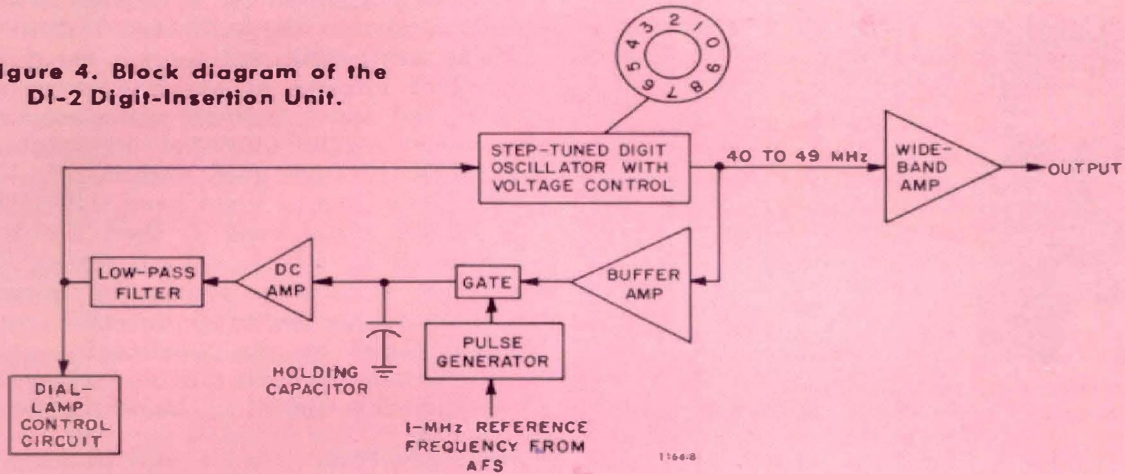 igure 4. Block diagram of the
DI-2 Digit-Insertion Unit.
4 3 2 1 0
5 6 7 8 9
STEP-TUNED DIGIT
OSCILLATOR WITH
VOLTAGE CONTROL
40 TO 49 MHz
WIDE-
BAND
AMP
OUTPUT
LOW-PASS
FILTER
DC
AMP
GATE
BUFFER
AMP
PULSE
GENERATOR
HOLDING
CAPACITOR
DIAL-
LAMP
CONTROL
CIRCUIT
1-MHz REFERENCE
FREQUENCY FROM
AFS